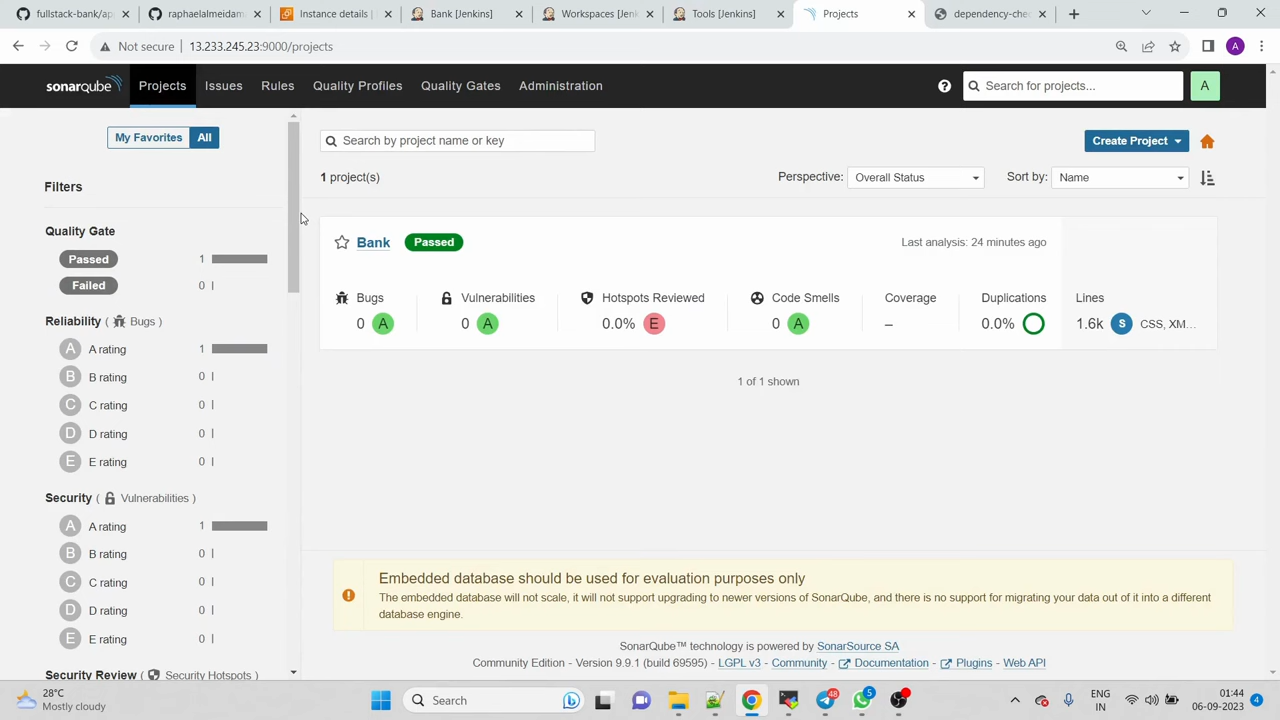 fullstack-bank/app
raphaelalmeidam
Instance details |
Bank [Jenkins]
Workspaces [Jenk
Tools [Jenkins]
Projects
dependency-chec
Not secure 13.233.245.23:9000/projects
A
sonarqube Projects Issues Rules Quality Profiles Quality Gates Administration
Search for projects...
A
My Favorites All
Search by project name or key
Create Project
1 project(s)
Perspective: Overall Status
Sort by: Name
Filters
Quality Gate
Passed 1
Failed 0
Reliability ( Bugs )
A A rating 1
B B rating 0
C C rating 0
D D rating 0
E E rating 0
Security ( Vulnerabilities )
A A rating 1
B B rating 0
C C rating 0
D D rating 0
E E rating 0
Security Review ( Security Hotspots )
Bank Passed
Last analysis: 24 minutes ago
Bugs Vulnerabilities Hotspots Reviewed Code Smells Coverage Duplications Lines
0 A 0 A 0.0% E 0 A – 0.0% 1.6k S CSS, XM...
1 of 1 shown
Embedded database should be used for evaluation purposes only
The embedded database will not scale, it will not support upgrading to newer versions of SonarQube, and there is no support for migrating your data out of it into a different
database engine.
SonarQube™ technology is powered by SonarSource SA
Community Edition - Version 9.9.1 (build 69595) - LGPL v3 - Community - Documentation - Plugins - Web API
28°C
Mostly cloudy
Search
48
5
ENG
IN
01:44
06-09-2023
4